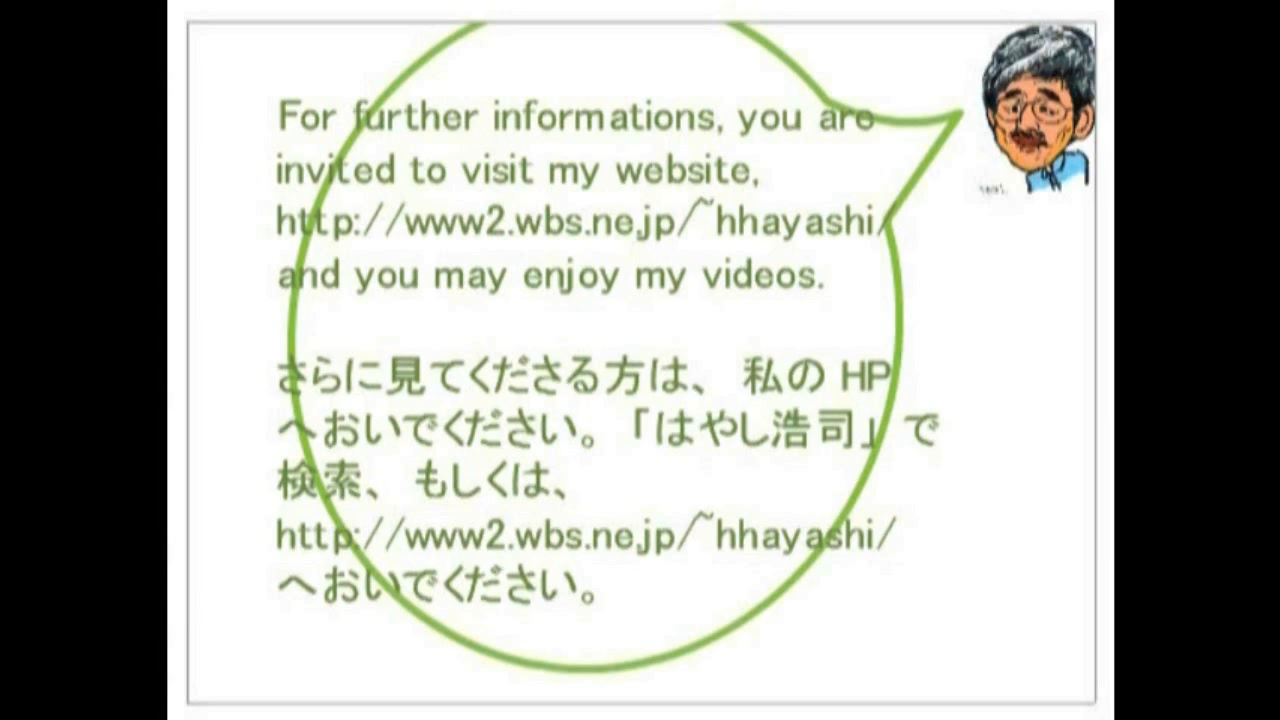 For further informations, you are
invited to visit my website,
http://www2.wbs.ne.jp/~hhayashi/
and you may enjoy my videos.
さらに見てくださる方は、 私の HP
へおいでください。「はやし浩司」 で
検索、 もしくは、
http://www2.wbs.ne.jp/~hhayashi/
へおいでください。